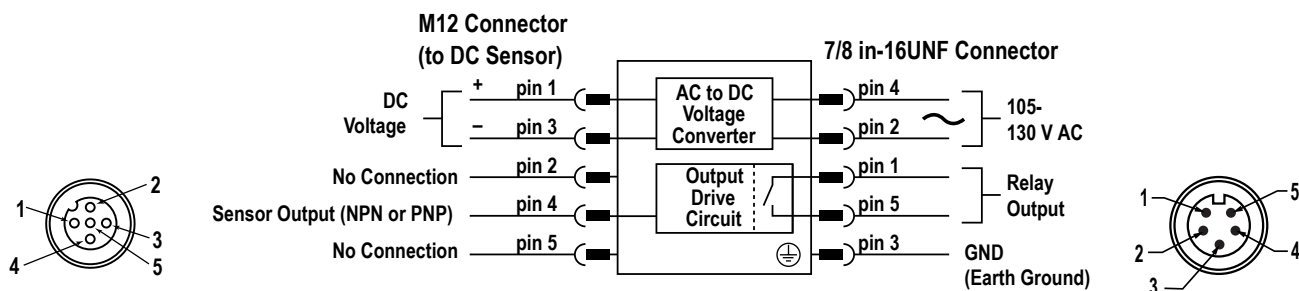 M12 Connector
(to DC Sensor)
7/8 in-16UNF Connector
DC
Voltage
+
pin 1
–
pin 3
No Connection
pin 2
Sensor Output (NPN or PNP)
pin 4
No Connection
pin 5
AC to DC
Voltage
Converter
Output
Drive
Circuit
pin 4
pin 2
105-
130 V AC
pin 1
pin 5
Relay
Output
pin 3
GND
(Earth Ground)
1
2
3
4
5
1
5
2
4
3